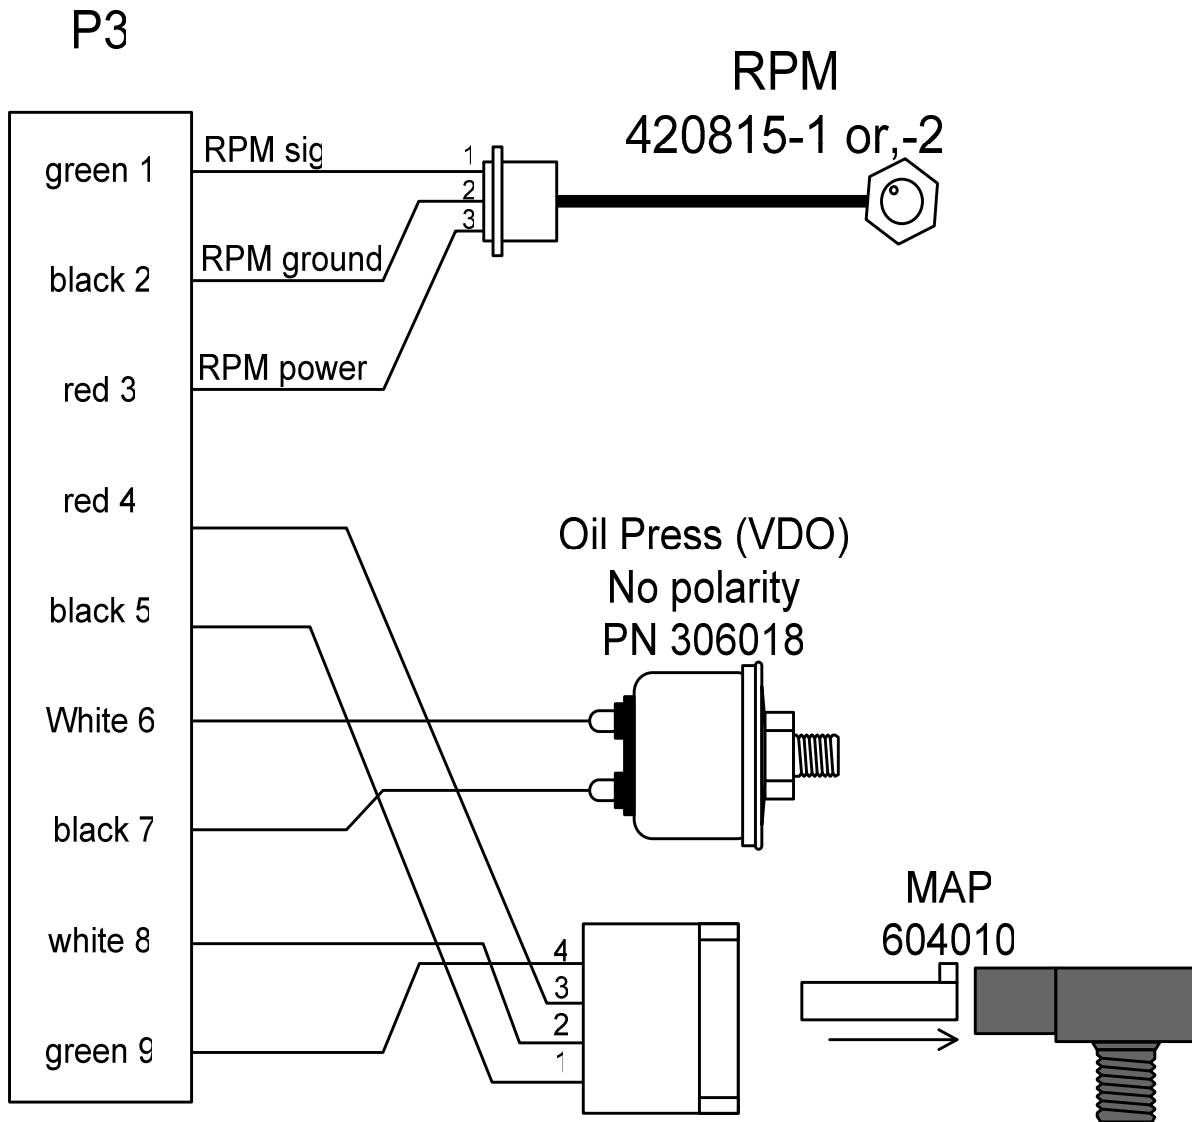 P3
RPM
420815-1 or,-2
green 1
RPM sig
1
2
3
black 2
RPM ground
red 3
RPM power
red 4
Oil Press (VDO)
No polarity
PN 306018
black 5
White 6
black 7
MAP
604010
white 8
4
3
2
1
green 9